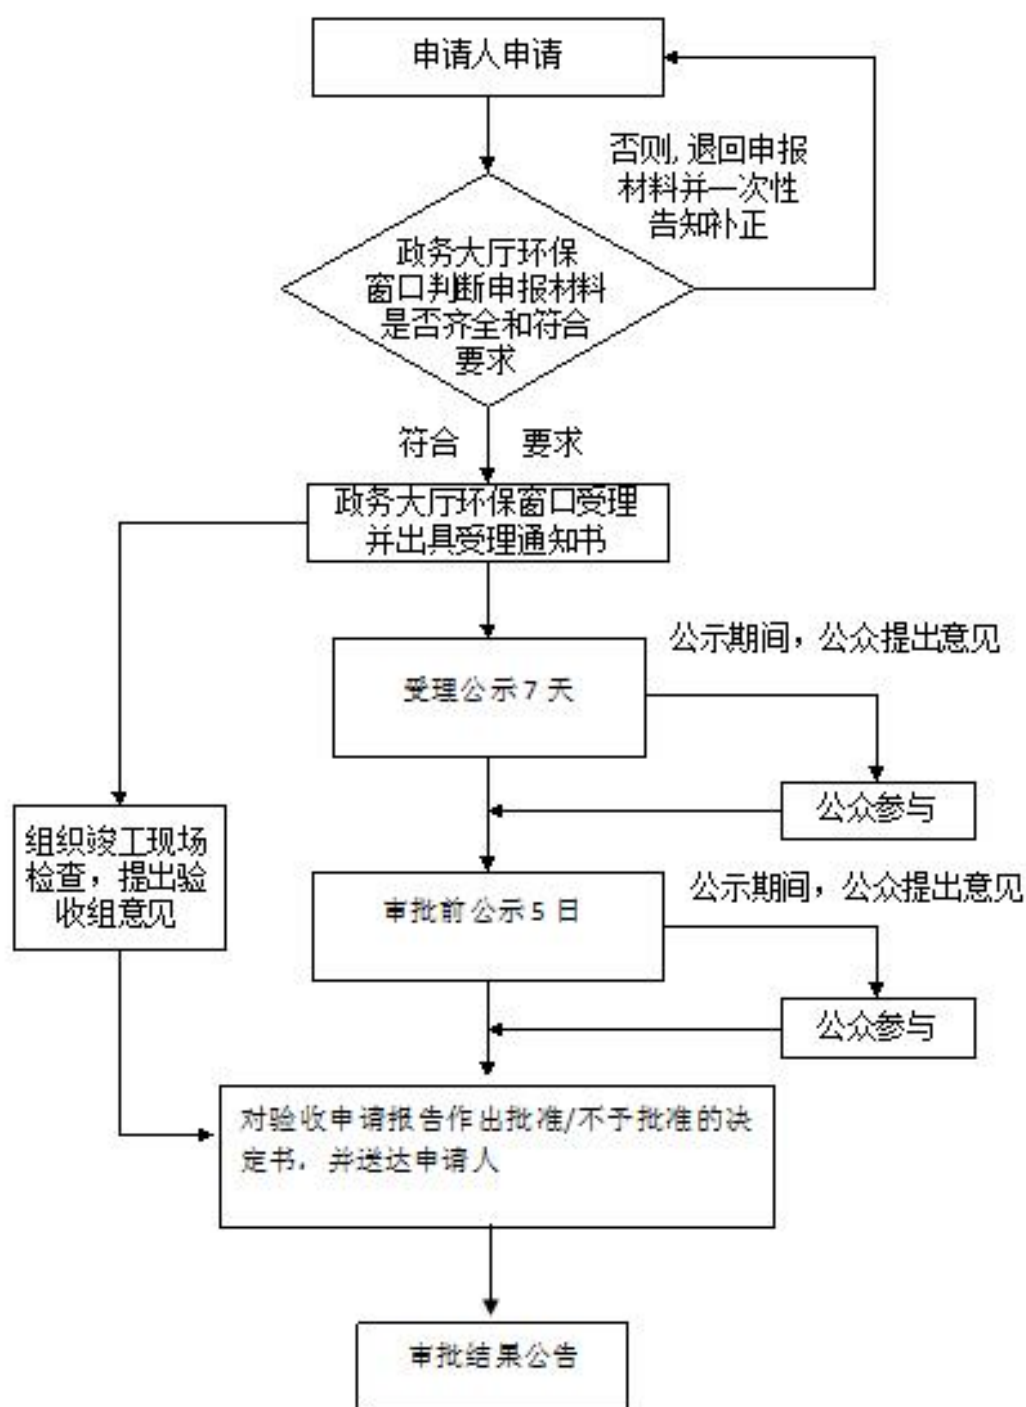 申请人申请
否则,退回申报
材料并一次性
告知补正
政务大厅环保
窗口判断申报材料
是否齐全和符合
要求
符合 要求
政务大厅环保窗口受理
并出具受理通知书
公示期间，公众提出意见
受理公示7天
公众参与
组织竣工现场
检查，提出验
收组意见
公示期间，公众提出意见
审批前公示5日
公众参与
对验收申请报告作出批准/不予批准的决
定书，并送达申请人
审批结果公告